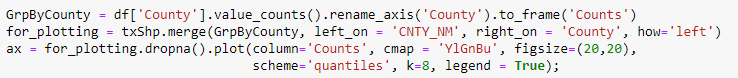 GrpByCounty = df['County'].value_counts().rename_axis('County').to_frame('Counts')
for_plotting = txShp.merge(GrpByCounty, left_on = 'CNTY_NM', right_on = 'County', how='left')
ax = for_plotting.dropna().plot(column='Counts', cmap = 'YlGnBu', figsize=(20,20),
scheme='quantiles', k=8, legend = True);